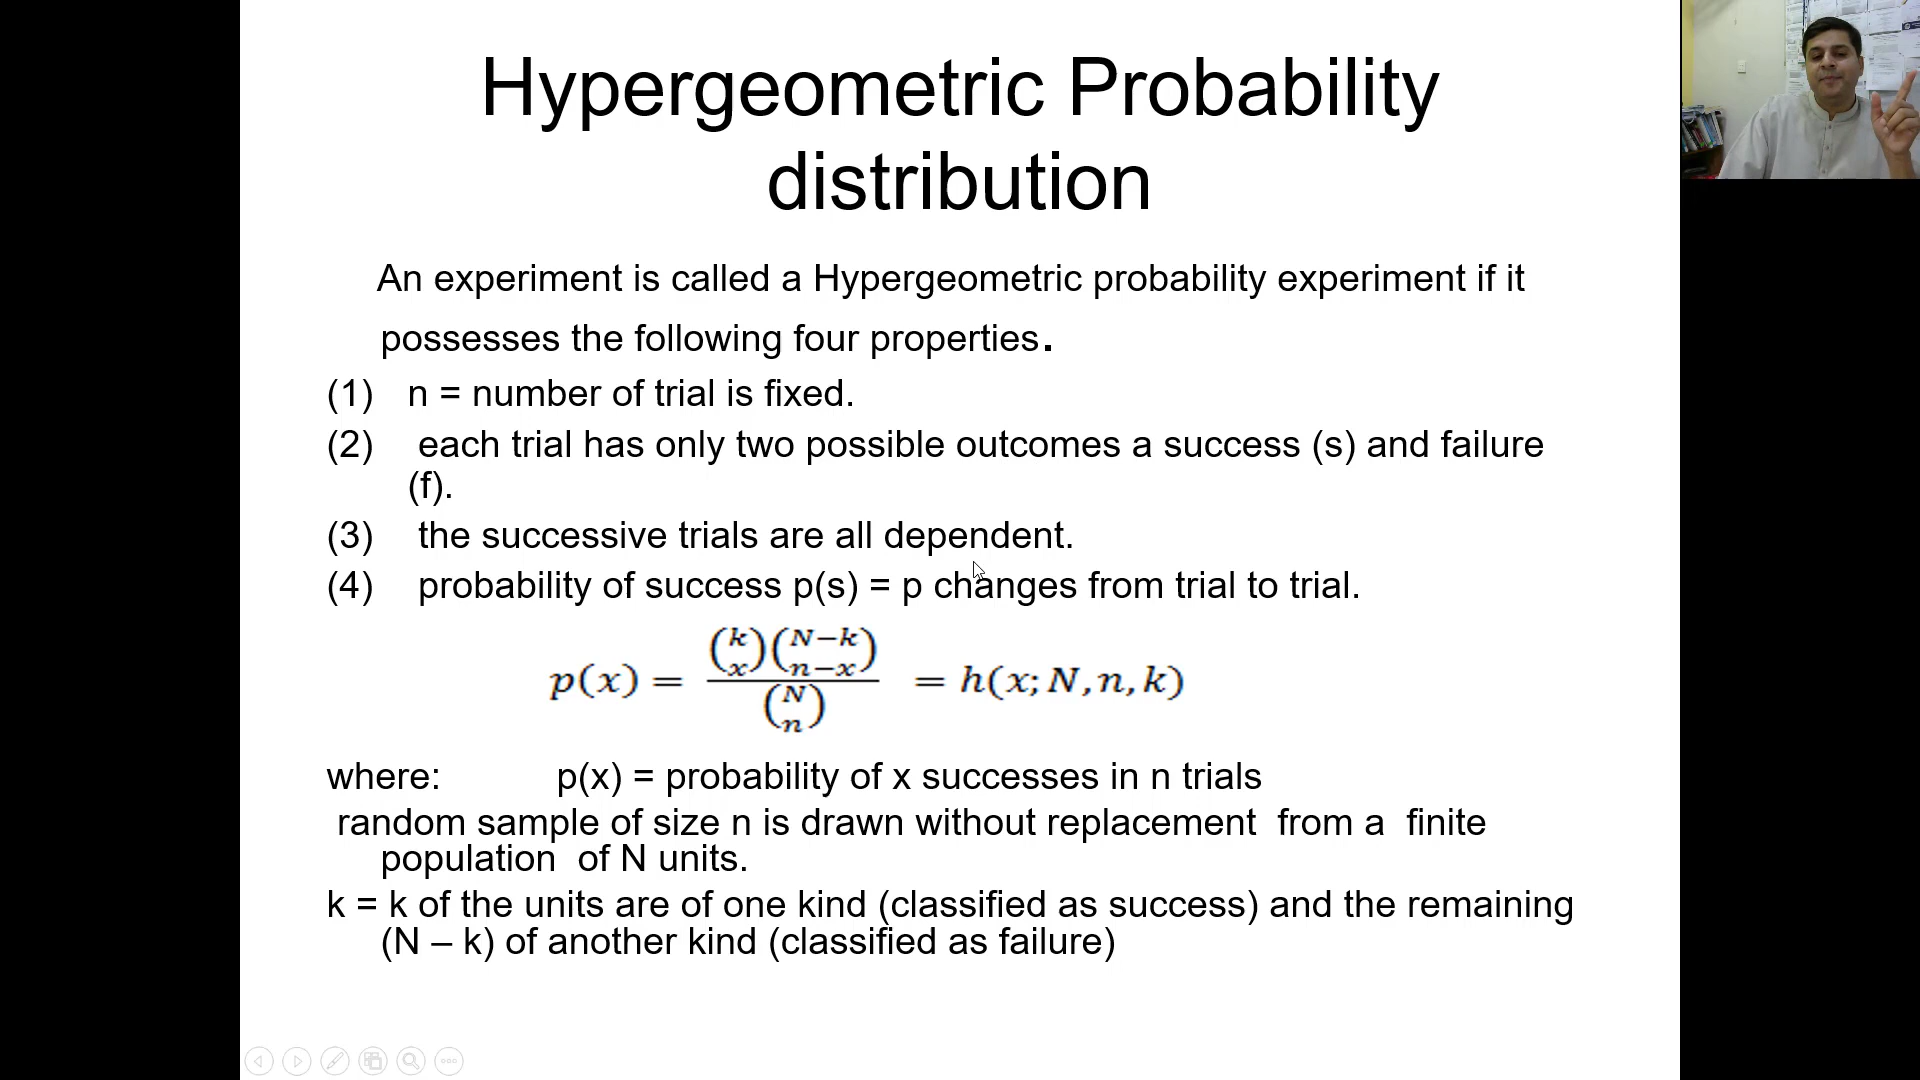 Hypergeometric Probability
distribution
An experiment is called a Hypergeometric probability experiment if it
possesses the following four properties.
(1) n = number of trial is fixed.
(2) each trial has only two possible outcomes a success (s) and failure
(f).
(3) the successive trials are all dependent.
(4) probability of success p(s) = p changes from trial to trial.
p(x) = \frac{\binom{k}{x}\binom{N-k}{n-x}}{\binom{N}{n}} = h(x; N, n, k)
where: p(x) = probability of x successes in n trials
random sample of size n is drawn without replacement from a finite
population of N units.
k = k of the units are of one kind (classified as success) and the remaining
(N – k) of another kind (classified as failure)